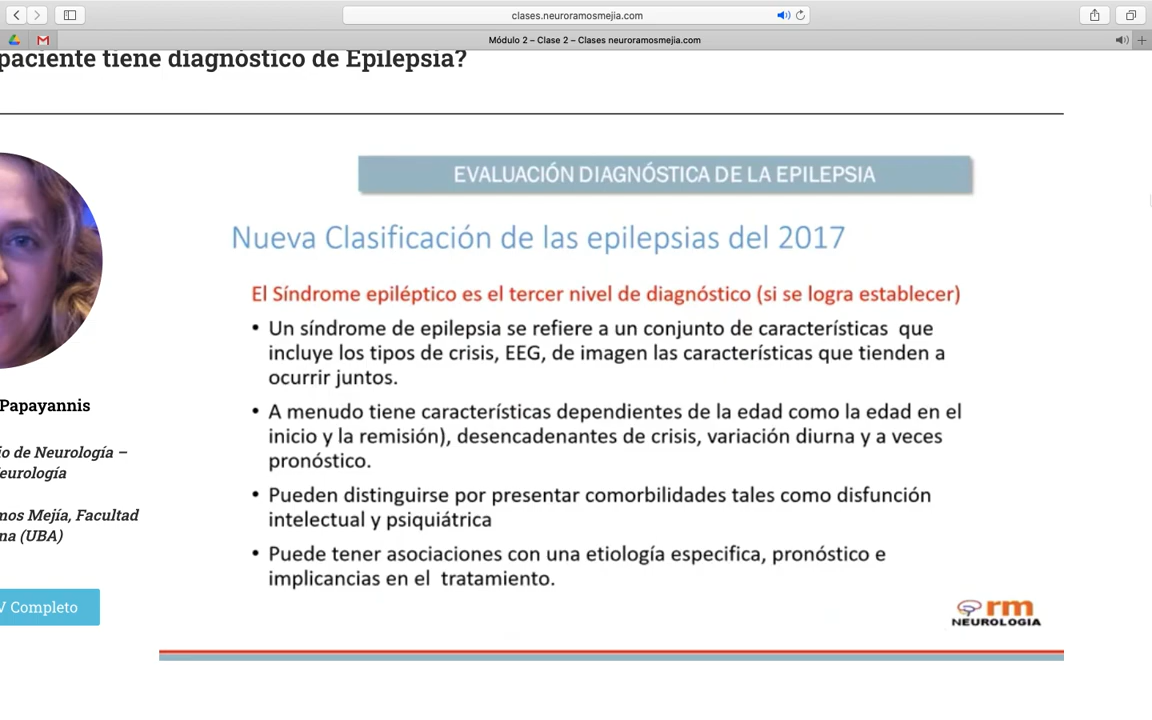 clases.neuroramosmejia.com
Módulo 2 – Clase 2 – Clases neuroramosmejia.com
paciente tiene diagnóstico de Epilepsia?
EVALUACIÓN DIAGNÓSTICA DE LA EPILEPSIA
Nueva Clasificación de las epilepsias del 2017
El Síndrome epiléptico es el tercer nivel de diagnóstico (si se logra establecer)
• Un síndrome de epilepsia se refiere a un conjunto de características que
incluye los tipos de crisis, EEG, de imagen las características que tienden a
ocurrir juntos.
• A menudo tiene características dependientes de la edad como la edad en el
inicio y la remisión), desencadenantes de crisis, variación diurna y a veces
pronóstico.
• Pueden distinguirse por presentar comorbilidades tales como disfunción
intelectual y psiquiátrica
• Puede tener asociaciones con una etiología especifica, pronóstico e
implicancias en el tratamiento.
rm
NEUROLOGIA
Papayannis
io de Neurología –
eurología
mos Mejía, Facultad
na (UBA)
V Completo